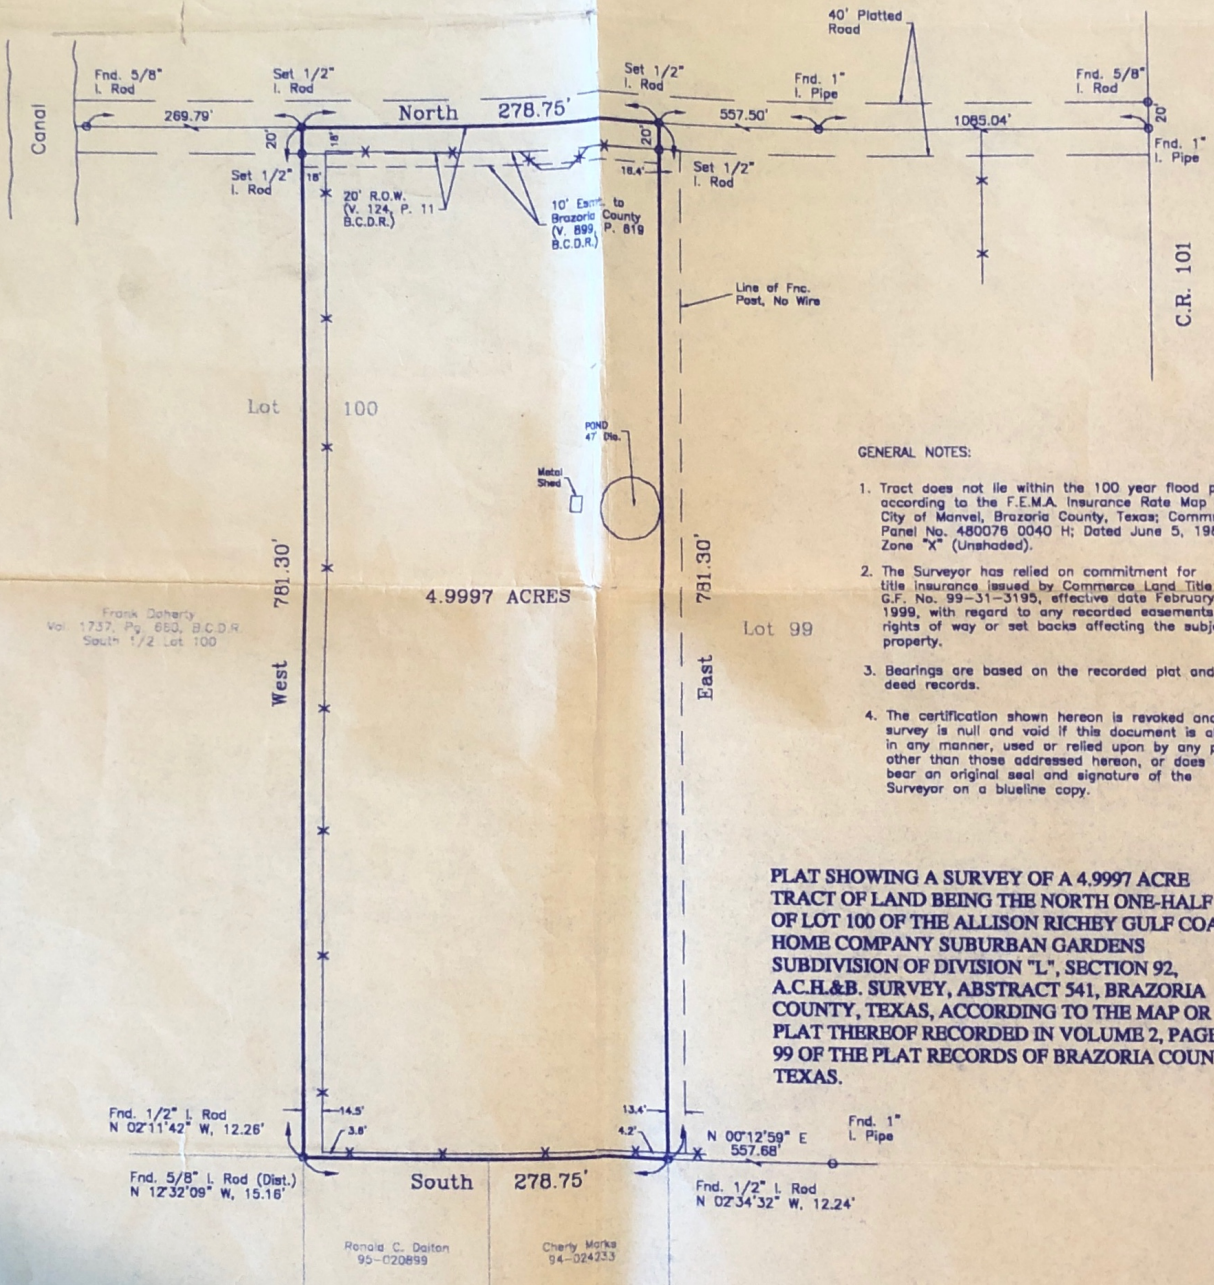 40' Platted
Road
Canal
Fnd. 5/8"
I. Rod
Set 1/2"
I. Rod
Set 1/2"
I. Rod
Fnd. 1"
I. Pipe
Fnd. 5/8"
I. Rod
269.79'
North 278.75'
557.50'
1085.04'
20'
20'
18'
20'
Fnd. 1"
I. Pipe
Set 1/2"
I. Rod
18'
18.4'
Set 1/2"
I. Rod
20' R.O.W.
(V. 124, P. 11
B.C.D.R.)
10' Esmt. to
Brazoria County
(V. 899, P. 619
B.C.D.R.)
Line of Fnc.
Post, No Wire
C.R. 101
Lot 100
POND
47' Dia.
Metal
Shed
West 781.30'
4.9997 ACRES
East 781.30'
Lot 99
Frank Doherty
Vol. 1737, Pg. 680, B.C.D.R
South 1/2 Lot 100
GENERAL NOTES:
1. Tract does not lie within the 100 year flood p
according to the F.E.M.A. Insurance Rate Map
City of Manvel, Brazoria County, Texas; Comm
Panel No. 480076 0040 H; Dated June 5, 198
Zone "X" (Unshaded).
2. The Surveyor has relied on commitment for
title insurance issued by Commerce Land Title
G.F. No. 99-31-3195, effective date February
1999, with regard to any recorded easements
rights of way or set backs affecting the subj
property.
3. Bearings are based on the recorded plat and
deed records.
4. The certification shown hereon is revoked and
survey is null and void if this document is a
in any manner, used or relied upon by any p
other than those addressed hereon, or does
bear an original seal and signature of the
Surveyor on a blueline copy.
PLAT SHOWING A SURVEY OF A 4.9997 ACRE
TRACT OF LAND BEING THE NORTH ONE-HALF
OF LOT 100 OF THE ALLISON RICHEY GULF COA
HOME COMPANY SUBURBAN GARDENS
SUBDIVISION OF DIVISION "L", SECTION 92,
A.C.H.&B. SURVEY, ABSTRACT 541, BRAZORIA
COUNTY, TEXAS, ACCORDING TO THE MAP OR
PLAT THEREOF RECORDED IN VOLUME 2, PAGE
99 OF THE PLAT RECORDS OF BRAZORIA COUN
TEXAS.
Fnd. 1/2" I. Rod
N 02°11'42" W, 12.26'
14.5'
3.8'
13.4'
4.2'
N 00°12'59" E
557.68'
Fnd. 1"
I. Pipe
Fnd. 5/8" I. Rod (Dist.)
N 12°32'09" W, 15.16'
South 278.75'
Fnd. 1/2" I. Rod
N 02°34'32" W, 12.24'
Ronald C. Dalton
95-020899
Cherly Marks
94-024233